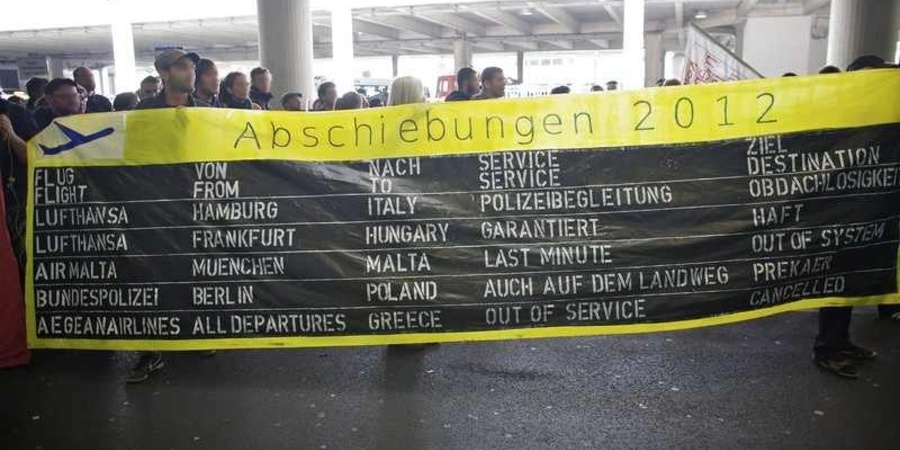 Abschiebungen 2012
FLUG VON NACH SERVICE ZIEL
FLIGHT FROM TO SERVICE DESTINATION
LUFTHANSA HAMBURG ITALY POLIZEIBEGLEITUNG OBDACHLOSIGKEI
LUFTHANSA FRANKFURT HUNGARY GARANTIERT HAFT
AIR MALTA MUENCHEN MALTA LAST MINUTE OUT OF SYSTEM
BUNDESPOLIZEI BERLIN POLAND AUCH AUF DEM LANDWEG PREKAER
AEGEANAIRLINES ALL DEPARTURES GREECE OUT OF SERVICE CANCELLED